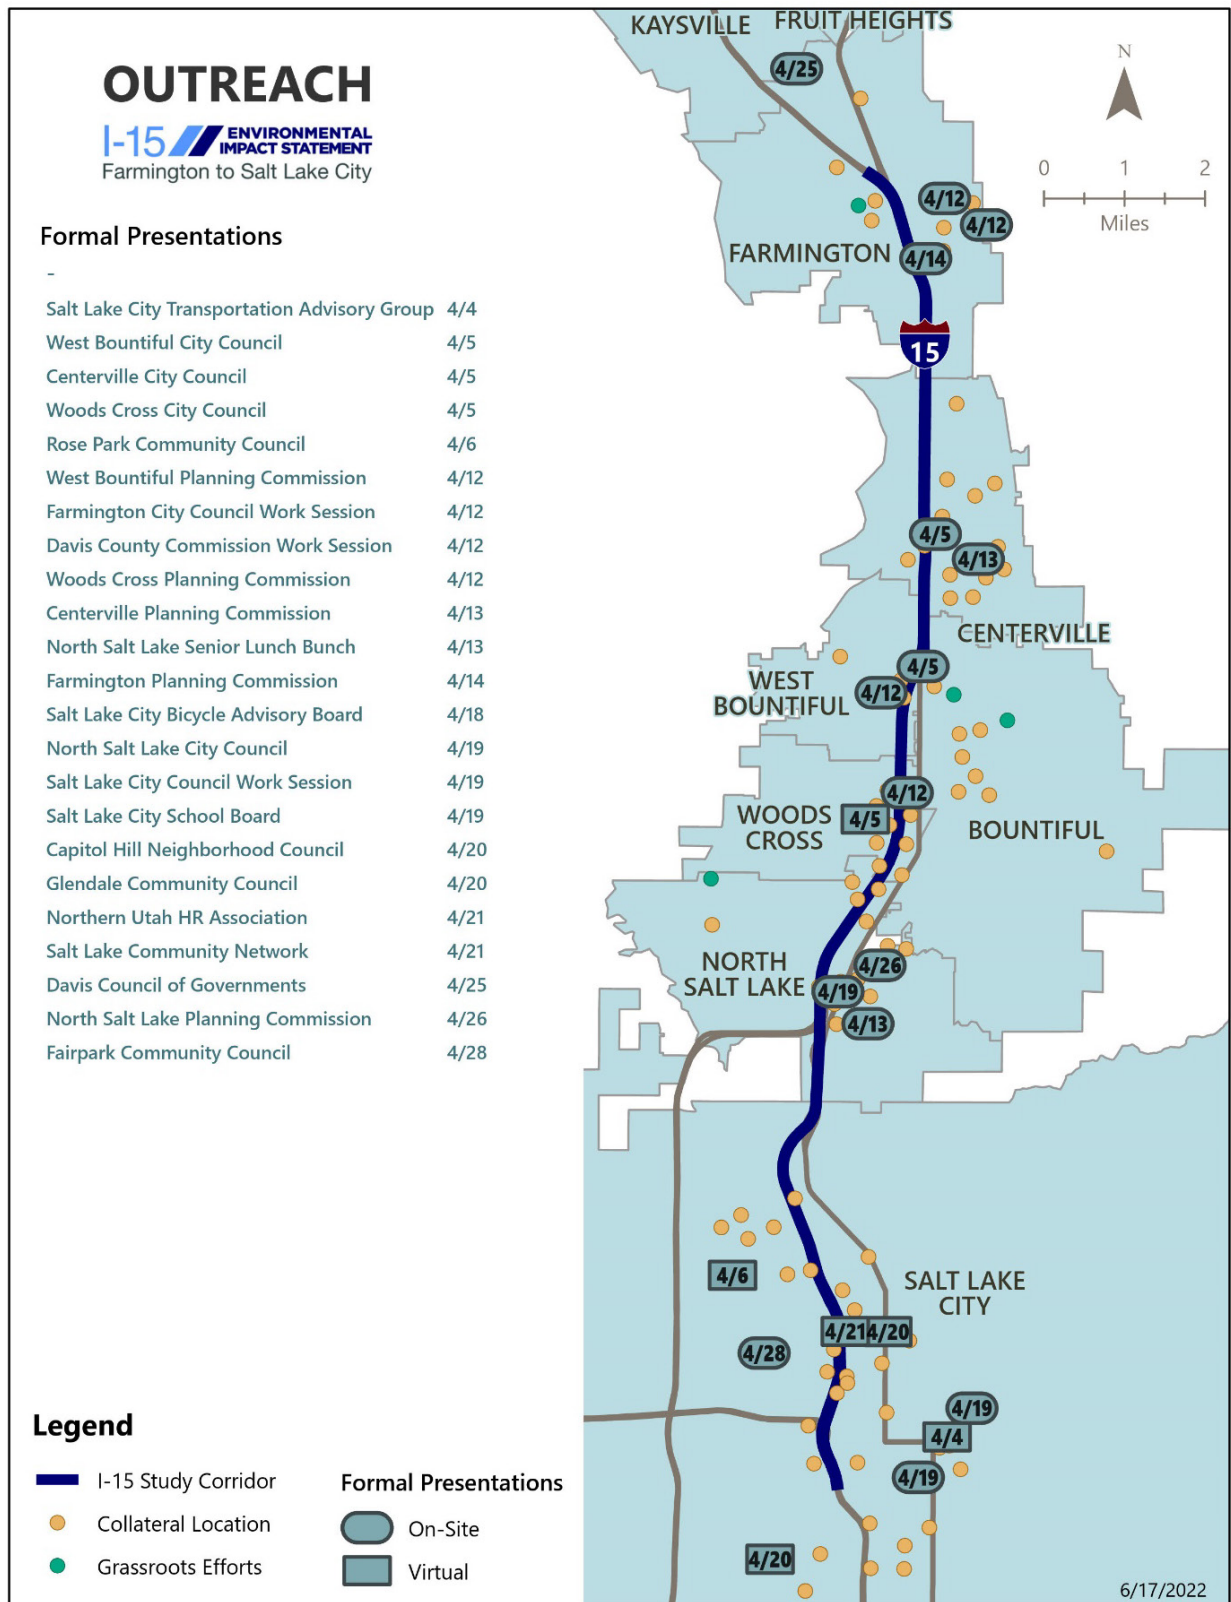 OUTREACH
I-15 ENVIRONMENTAL
IMPACT STATEMENT
Farmington to Salt Lake City
Formal Presentations
-
Salt Lake City Transportation Advisory Group 4/4
West Bountiful City Council 4/5
Centerville City Council 4/5
Woods Cross City Council 4/5
Rose Park Community Council 4/6
West Bountiful Planning Commission 4/12
Farmington City Council Work Session 4/12
Davis County Commission Work Session 4/12
Woods Cross Planning Commission 4/12
Centerville Planning Commission 4/13
North Salt Lake Senior Lunch Bunch 4/13
Farmington Planning Commission 4/14
Salt Lake City Bicycle Advisory Board 4/18
North Salt Lake City Council 4/19
Salt Lake City Council Work Session 4/19
Salt Lake City School Board 4/19
Capitol Hill Neighborhood Council 4/20
Glendale Community Council 4/20
Northern Utah HR Association 4/21
Salt Lake Community Network 4/21
Davis Council of Governments 4/25
North Salt Lake Planning Commission 4/26
Fairpark Community Council 4/28
Legend
I-15 Study Corridor
Collateral Location
Grassroots Efforts
Formal Presentations
On-Site
Virtual
KAYSVILLE
FRUIT HEIGHTS
4/25
N
0 1 2
Miles
4/12
4/12
FARMINGTON
4/14
15
4/5
4/13
CENTERVILLE
4/5
WEST
BOUNTIFUL
4/12
4/12
WOODS
CROSS
4/5
BOUNTIFUL
NORTH
SALT LAKE
4/26
4/19
4/13
4/6
SALT LAKE
CITY
4/21
4/20
4/28
4/19
4/4
4/19
4/20
6/17/2022